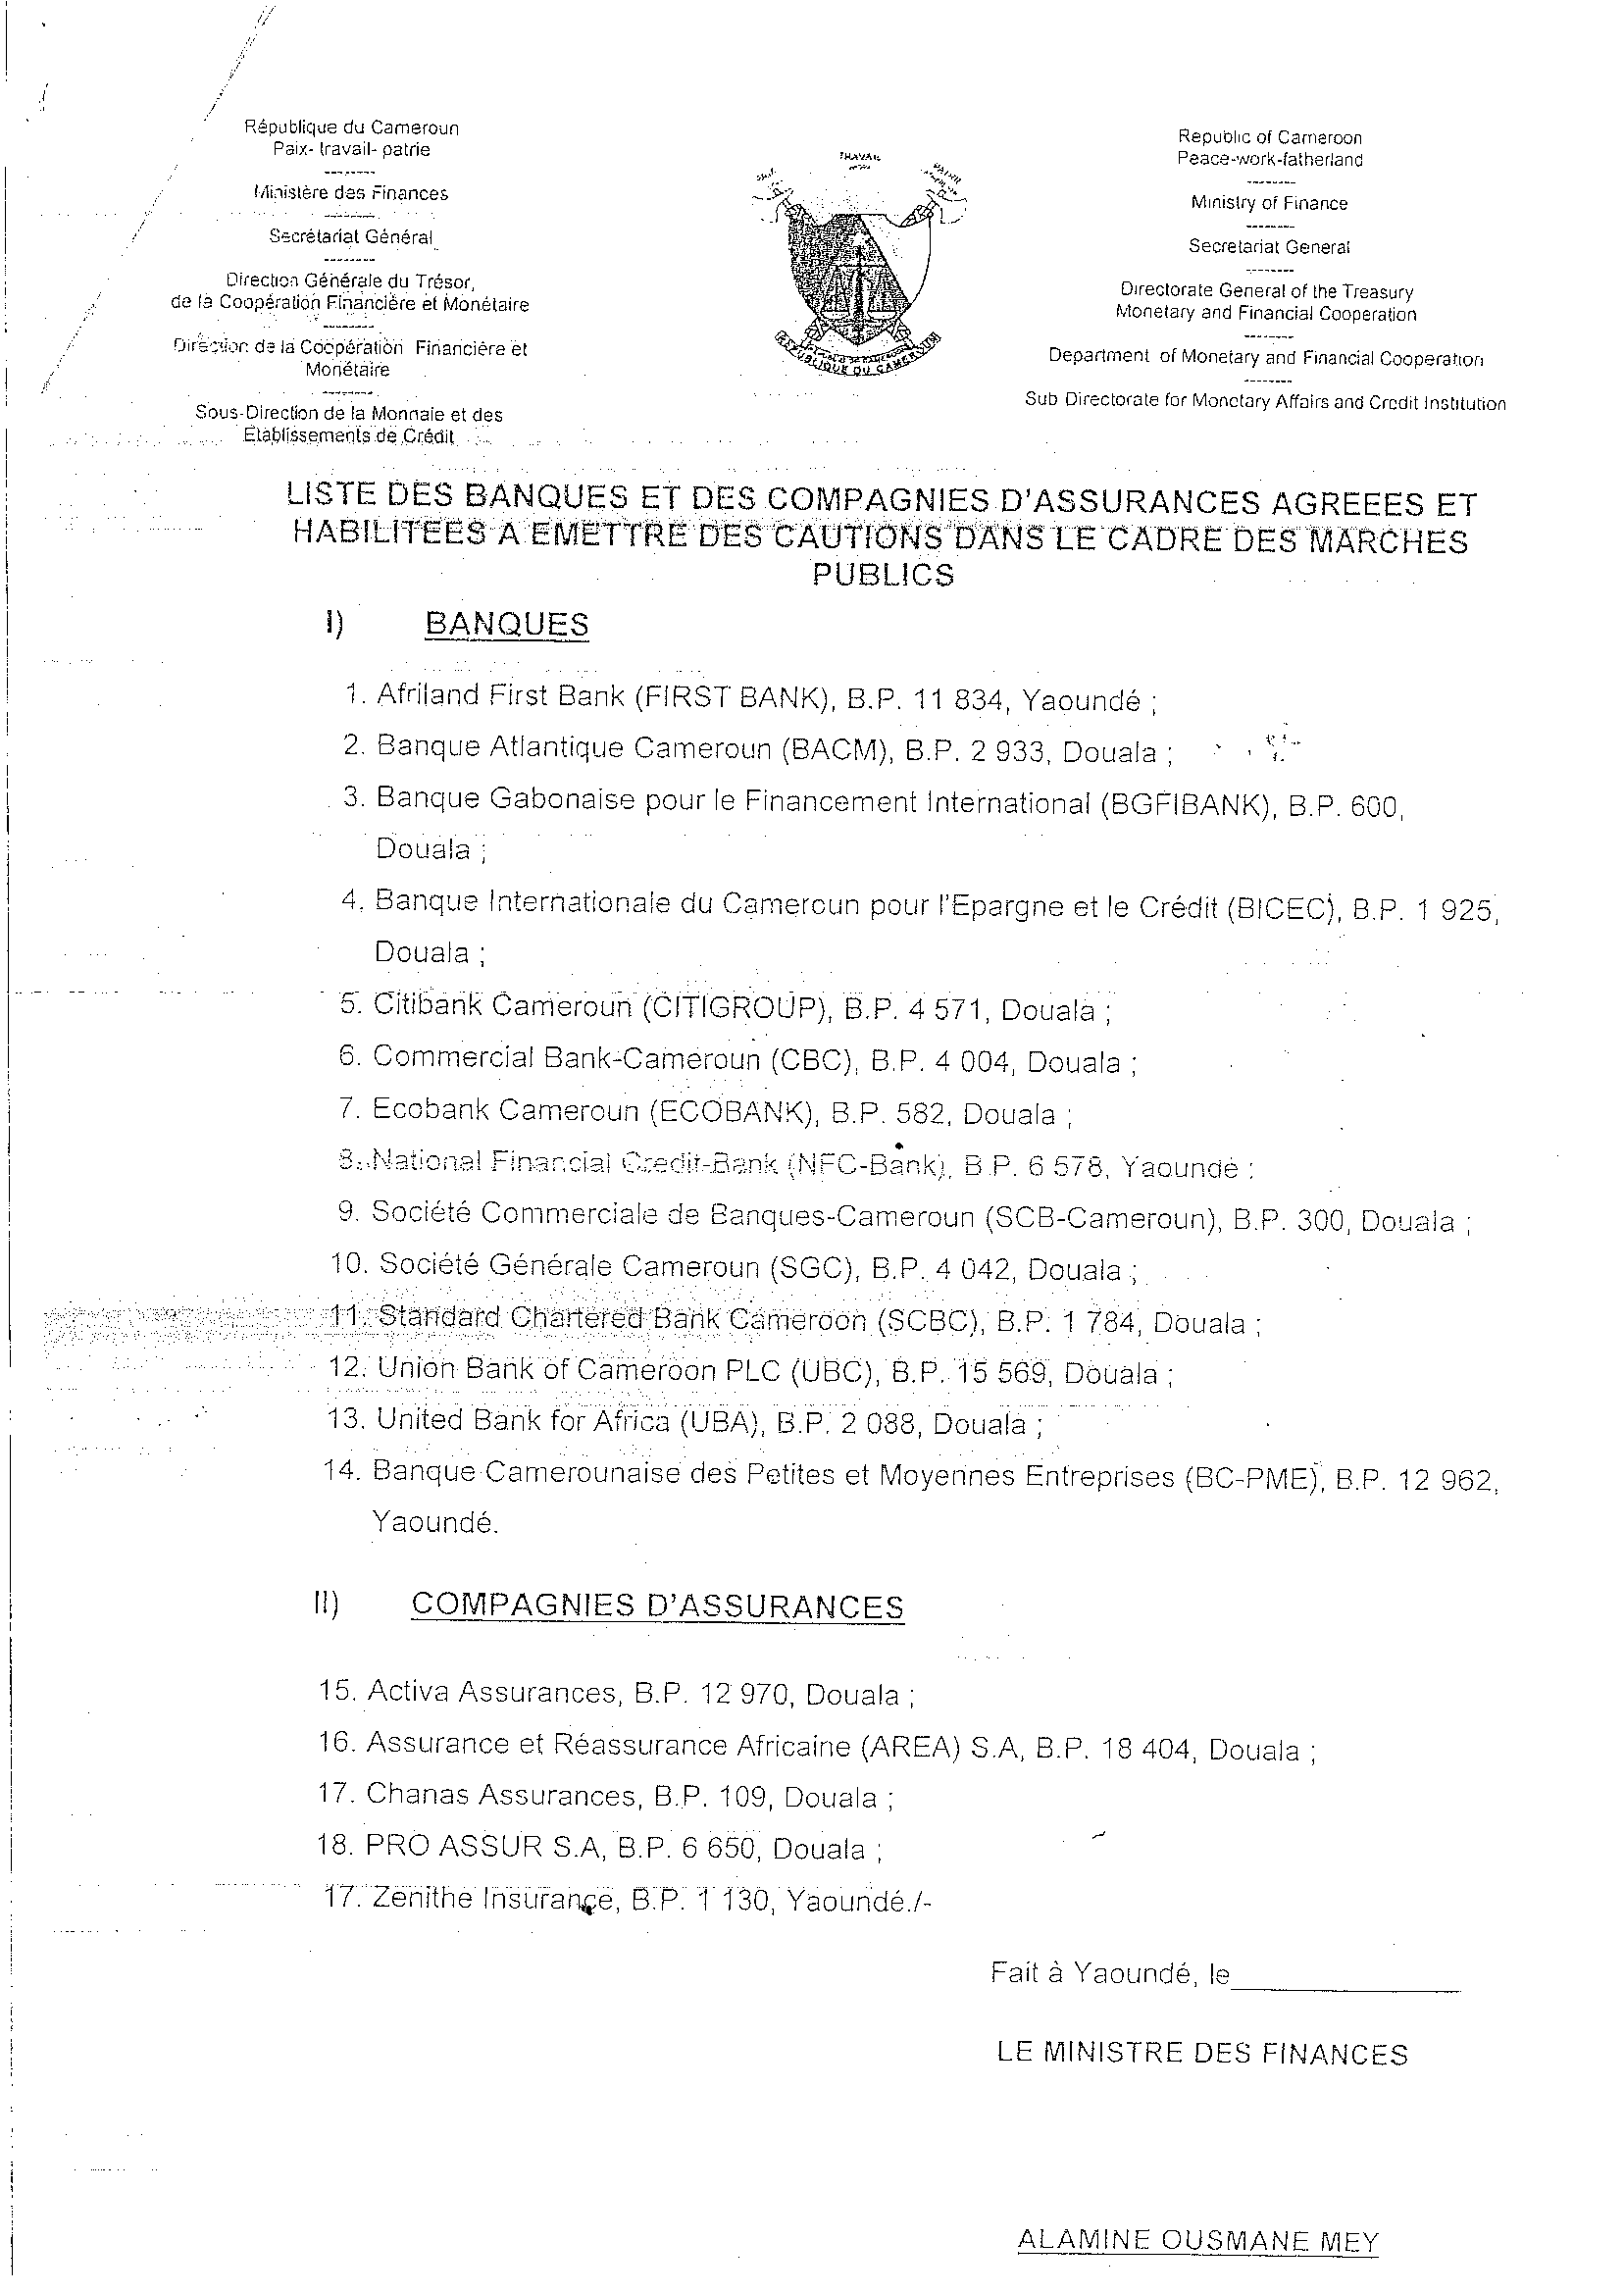 République du Cameroun
Paix- travail- patrie
--------
Ministère des Finances
--------
Secrétariat Général
--------
Direction Générale du Trésor,
de la Coopération Financière et Monétaire
--------
Direction de la Coopération Financière et
Monétaire
--------
Sous-Direction de la Monnaie et des
Etablissements de Crédit
TRAVAIL
REPUBLIQUE DU CAMEROUN
Republic of Cameroon
Peace-work-fatherland
--------
Ministry of Finance
--------
Secretariat General
--------
Directorate General of the Treasury
Monetary and Financial Cooperation
--------
Department of Monetary and Financial Cooperation
--------
Sub Directorate for Monetary Affairs and Credit Institution
LISTE DES BANQUES ET DES COMPAGNIES D'ASSURANCES AGREEES ET
HABILITEES A EMETTRE DES CAUTIONS DANS LE CADRE DES MARCHES
PUBLICS
I) BANQUES
1. Afriland First Bank (FIRST BANK), B.P. 11 834, Yaoundé ;
2. Banque Atlantique Cameroun (BACM), B.P. 2 933, Douala ;
3. Banque Gabonaise pour le Financement International (BGFIBANK), B.P. 600,
Douala ;
4. Banque Internationale du Cameroun pour l'Epargne et le Crédit (BICEC), B.P. 1 925,
Douala ;
5. Citibank Cameroun (CITIGROUP), B.P. 4 571, Douala ;
6. Commercial Bank-Cameroun (CBC), B.P. 4 004, Douala ;
7. Ecobank Cameroun (ECOBANK), B.P. 582, Douala ;
8. National Financial Credit-Bank (NFC-Bank), B.P. 6 578, Yaoundé ;
9. Société Commerciale de Banques-Cameroun (SCB-Cameroun), B.P. 300, Douala ;
10. Société Générale Cameroun (SGC), B.P. 4 042, Douala ;
11. Standard Chartered Bank Cameroon (SCBC), B.P. 1 784, Douala ;
12. Union Bank of Cameroon PLC (UBC), B.P. 15 569, Douala ;
13. United Bank for Africa (UBA), B.P. 2 088, Douala ;
14. Banque Camerounaise des Petites et Moyennes Entreprises (BC-PME), B.P. 12 962,
Yaoundé.
II) COMPAGNIES D'ASSURANCES
15. Activa Assurances, B.P. 12 970, Douala ;
16. Assurance et Réassurance Africaine (AREA) S.A, B.P. 18 404, Douala ;
17. Chanas Assurances, B.P. 109, Douala ;
18. PRO ASSUR S.A, B.P. 6 650, Douala ;
17. Zenithe Insurance, B.P. 1 130, Yaoundé./-
Fait à Yaoundé, le
LE MINISTRE DES FINANCES
ALAMINE OUSMANE MEY